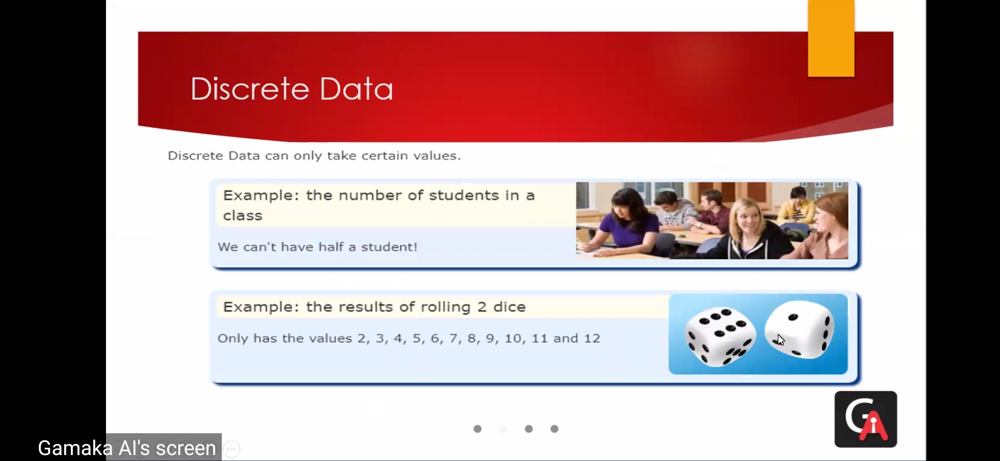 Discrete Data
Discrete Data can only take certain values.
Example: the number of students in a
class
We can't have half a student!
Example: the results of rolling 2 dice
Only has the values 2, 3, 4, 5, 6, 7, 8, 9, 10, 11 and 12
GA
Gamaka AI's screen